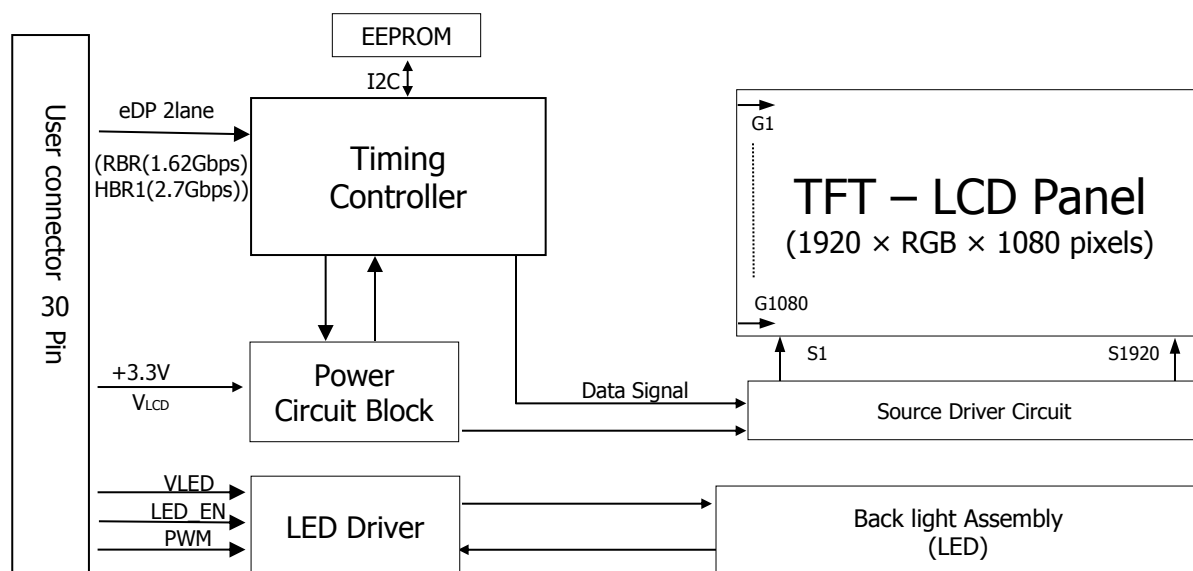 User connector 30 Pin
EEPROM
I2C
eDP 2lane
(RBR(1.62Gbps)
HBR1(2.7Gbps))
Timing
Controller
G1
TFT – LCD Panel
(1920 × RGB × 1080 pixels)
G1080
S1
S1920
+3.3V
VLCD
Power
Circuit Block
Data Signal
Source Driver Circuit
VLED
LED_EN
PWM
LED Driver
Back light Assembly
(LED)